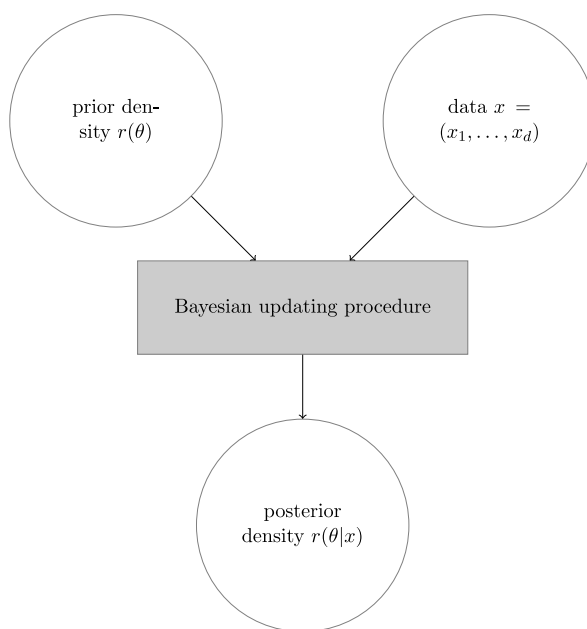 prior den-
sity r(θ)
data x =
(x₁, . . . , x_d)
Bayesian updating procedure
posterior
density r(θ|x)